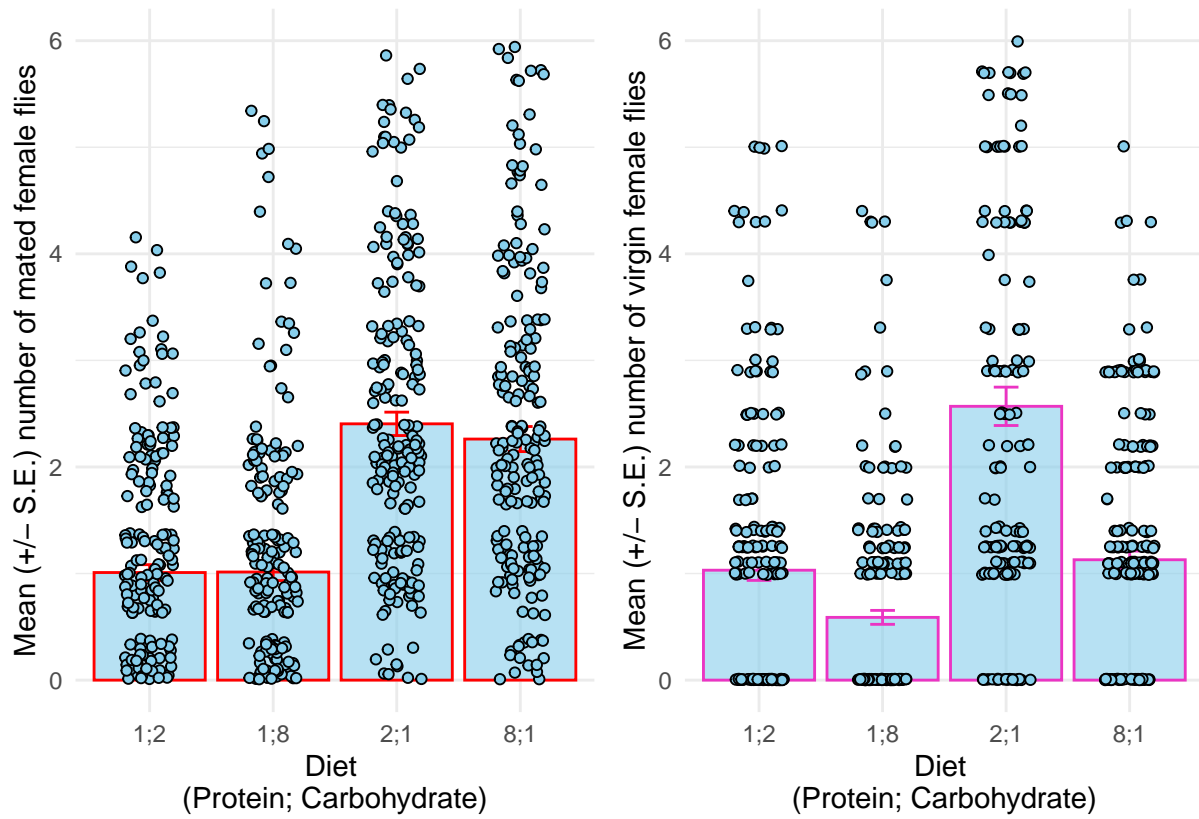 Mean (+/− S.E.) number of mated female flies
6
4
2
0
1;2 1;8 2;1 8;1
Diet
(Protein; Carbohydrate)
Mean (+/− S.E.) number of virgin female flies
6
4
2
0
1;2 1;8 2;1 8;1
Diet
(Protein; Carbohydrate)